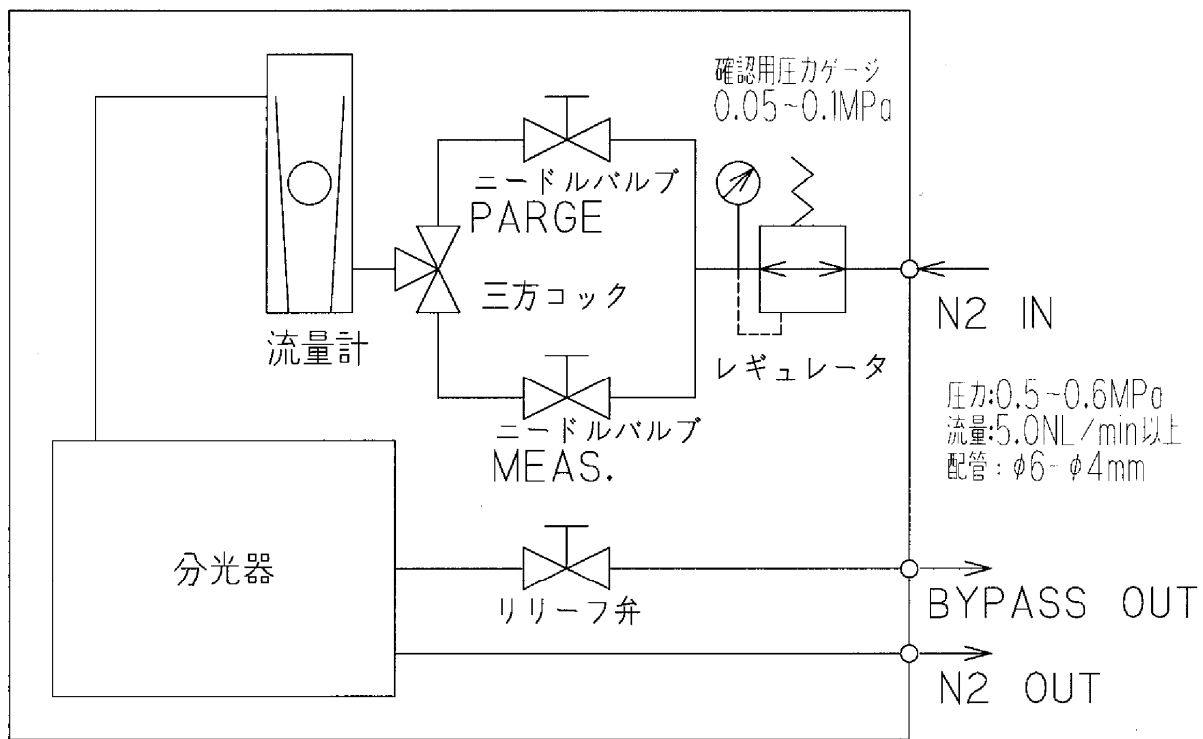 確認用圧力ゲージ
0.05~0.1MPa
ニードルバルブ
PARGE
三方コック
流量計
レギュレータ
N2 IN
圧力:0.5~0.6MPa
流量:5.0NL/min以上
配管:φ6-φ4mm
ニードルバルブ
MEAS.
分光器
リリーフ弁
BYPASS OUT
N2 OUT